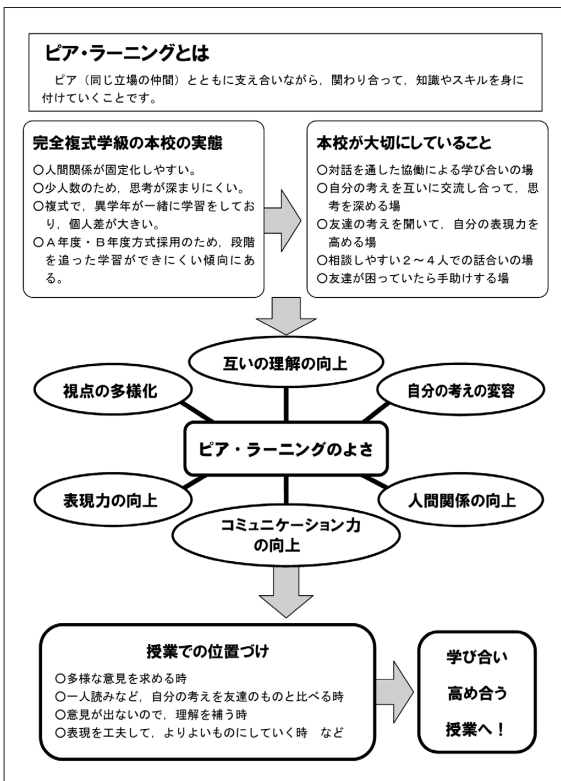 ピア・ラーニングとは
ピア（同じ立場の仲間）とともに支え合いながら，関わり合って，知識やスキルを身に
付けていくことです。
完全複式学級の本校の実態
○人間関係が固定化しやすい。
○少人数のため，思考が深まりにくい。
○複式で，異学年が一緒に学習をしてお
り，個人差が大きい。
○Ａ年度・Ｂ年度方式採用のため，段階
を追った学習ができにくい傾向にあ
る。
本校が大切にしていること
○対話を通した協働による学び合いの場
○自分の考えを互いに交流し合って，思
考を深める場
○友達の考えを聞いて，自分の表現力を
高める場
○相談しやすい２～４人での話合いの場
○友達が困っていたら手助けする場
互いの理解の向上
視点の多様化
自分の考えの変容
ピア・ラーニングのよさ
表現力の向上
人間関係の向上
コミュニケーション力
の向上
授業での位置づけ
○多様な意見を求める時
○一人読みなど，自分の考えを友達のものと比べる時
○意見が出ないので，理解を補う時
○表現を工夫して，よりよいものにしていく時　など
学び合い
高め合う
授業へ！